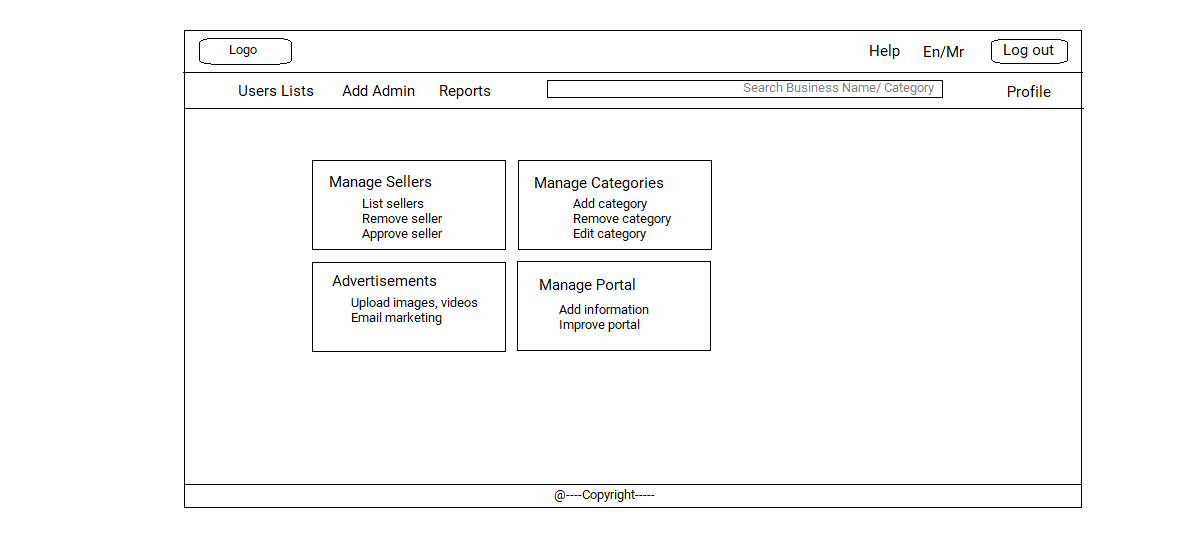 Logo
Help En/Mr Log out
Users Lists Add Admin Reports Search Business Name/ Category Profile
Manage Sellers
List sellers
Remove seller
Approve seller
Manage Categories
Add category
Remove category
Edit category
Advertisements
Upload images, videos
Email marketing
Manage Portal
Add information
Improve portal
@----Copyright-----